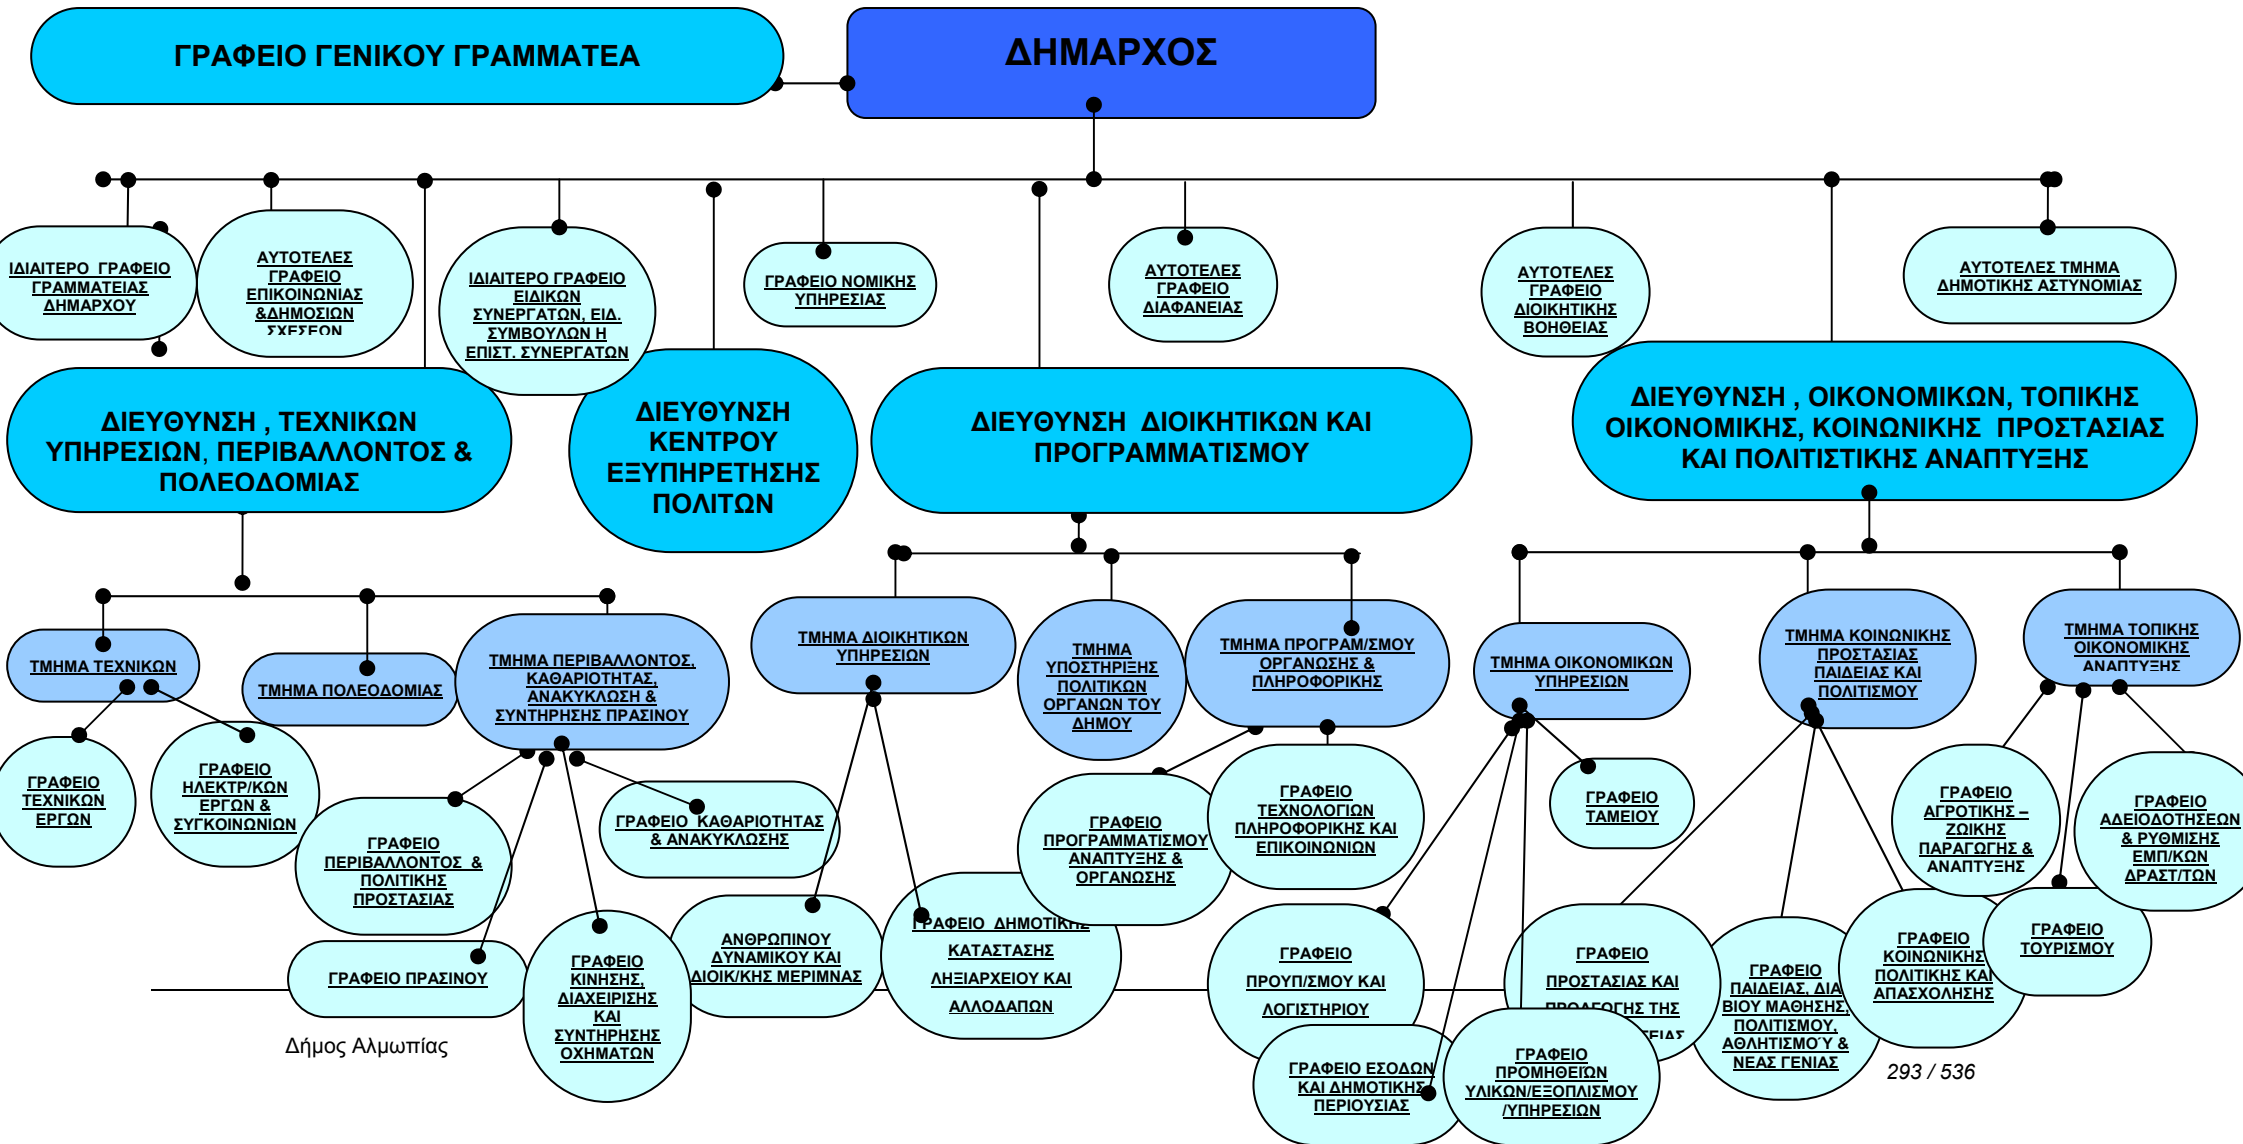 ΓΡΑΦΕΙΟ ΓΕΝΙΚΟΥ ΓΡΑΜΜΑΤΕΑ
ΔΗΜΑΡΧΟΣ
ΙΔΙΑΙΤΕΡΟ ΓΡΑΦΕΙΟ
ΓΡΑΜΜΑΤΕΙΑΣ
ΔΗΜΑΡΧΟΥ
ΑΥΤΟΤΕΛΕΣ
ΓΡΑΦΕΙΟ
ΕΠΙΚΟΙΝΩΝΙΑΣ
&ΔΗΜΟΣΙΩΝ
ΣΧΕΣΕΩΝ
ΙΔΙΑΙΤΕΡΟ ΓΡΑΦΕΙΟ
ΕΙΔΙΚΩΝ
ΣΥΝΕΡΓΑΤΩΝ, ΕΙΔ.
ΣΥΜΒΟΥΛΩΝ Η
ΕΠΙΣΤ. ΣΥΝΕΡΓΑΤΩΝ
ΓΡΑΦΕΙΟ ΝΟΜΙΚΗΣ
ΥΠΗΡΕΣΙΑΣ
ΑΥΤΟΤΕΛΕΣ
ΓΡΑΦΕΙΟ
ΔΙΑΦΑΝΕΙΑΣ
ΑΥΤΟΤΕΛΕΣ
ΓΡΑΦΕΙΟ
ΔΙΟΙΚΗΤΙΚΗΣ
ΒΟΗΘΕΙΑΣ
ΑΥΤΟΤΕΛΕΣ ΤΜΗΜΑ
ΔΗΜΟΤΙΚΗΣ ΑΣΤΥΝΟΜΙΑΣ
ΔΙΕΥΘΥΝΣΗ , ΤΕΧΝΙΚΩΝ
ΥΠΗΡΕΣΙΩΝ, ΠΕΡΙΒΑΛΛΟΝΤΟΣ &
ΠΟΛΕΟΔΟΜΙΑΣ
ΔΙΕΥΘΥΝΣΗ
ΚΕΝΤΡΟΥ
ΕΞΥΠΗΡΕΤΗΣΗΣ
ΠΟΛΙΤΩΝ
ΔΙΕΥΘΥΝΣΗ ΔΙΟΙΚΗΤΙΚΩΝ ΚΑΙ
ΠΡΟΓΡΑΜΜΑΤΙΣΜΟΥ
ΔΙΕΥΘΥΝΣΗ , ΟΙΚΟΝΟΜΙΚΩΝ, ΤΟΠΙΚΗΣ
ΟΙΚΟΝΟΜΙΚΗΣ, ΚΟΙΝΩΝΙΚΗΣ ΠΡΟΣΤΑΣΙΑΣ
ΚΑΙ ΠΟΛΙΤΙΣΤΙΚΗΣ ΑΝΑΠΤΥΞΗΣ
ΤΜΗΜΑ ΤΕΧΝΙΚΩΝ
ΤΜΗΜΑ ΠΟΛΕΟΔΟΜΙΑΣ
ΤΜΗΜΑ ΠΕΡΙΒΑΛΛΟΝΤΟΣ,
ΚΑΘΑΡΙΟΤΗΤΑΣ,
ΑΝΑΚΥΚΛΩΣΗ &
ΣΥΝΤΗΡΗΣΗΣ ΠΡΑΣΙΝΟΥ
ΤΜΗΜΑ ΔΙΟΙΚΗΤΙΚΩΝ
ΥΠΗΡΕΣΙΩΝ
ΤΜΗΜΑ
ΥΠΟΣΤΗΡΙΞΗΣ
ΠΟΛΙΤΙΚΩΝ
ΟΡΓΑΝΩΝ ΤΟΥ
ΔΗΜΟΥ
ΤΜΗΜΑ ΠΡΟΓΡΑΜ/ΣΜΟΥ
ΟΡΓΑΝΩΣΗΣ &
ΠΛΗΡΟΦΟΡΙΚΗΣ
ΤΜΗΜΑ ΟΙΚΟΝΟΜΙΚΩΝ
ΥΠΗΡΕΣΙΩΝ
ΤΜΗΜΑ ΚΟΙΝΩΝΙΚΗΣ
ΠΡΟΣΤΑΣΙΑΣ
ΠΑΙΔΕΙΑΣ ΚΑΙ
ΠΟΛΙΤΙΣΜΟΥ
ΤΜΗΜΑ ΤΟΠΙΚΗΣ
ΟΙΚΟΝΟΜΙΚΗΣ
ΑΝΑΠΤΥΞΗΣ
ΓΡΑΦΕΙΟ
ΤΕΧΝΙΚΩΝ
ΕΡΓΩΝ
ΓΡΑΦΕΙΟ
ΗΛΕΚΤΡ/ΚΩΝ
ΕΡΓΩΝ &
ΣΥΓΚΟΙΝΩΝΙΩΝ
ΓΡΑΦΕΙΟ
ΠΕΡΙΒΑΛΛΟΝΤΟΣ &
ΠΟΛΙΤΙΚΗΣ
ΠΡΟΣΤΑΣΙΑΣ
ΓΡΑΦΕΙΟ ΚΑΘΑΡΙΟΤΗΤΑΣ
& ΑΝΑΚΥΚΛΩΣΗΣ
ΓΡΑΦΕΙΟ
ΠΡΟΓΡΑΜΜΑΤΙΣΜΟΥ
ΑΝΑΠΤΥΞΗΣ &
ΟΡΓΑΝΩΣΗΣ
ΓΡΑΦΕΙΟ
ΤΕΧΝΟΛΟΓΙΩΝ
ΠΛΗΡΟΦΟΡΙΚΗΣ ΚΑΙ
ΕΠΙΚΟΙΝΩΝΙΩΝ
ΓΡΑΦΕΙΟ
ΤΑΜΕΙΟΥ
ΓΡΑΦΕΙΟ
ΑΓΡΟΤΙΚΗΣ –
ΖΩΙΚΗΣ
ΠΑΡΑΓΩΓΗΣ &
ΑΝΑΠΤΥΞΗΣ
ΓΡΑΦΕΙΟ
ΑΔΕΙΟΔΟΤΗΣΕΩΝ
& ΡΥΘΜΙΣΗΣ
ΕΜΠ/ΚΩΝ
ΔΡΑΣΤ/ΤΩΝ
ΓΡΑΦΕΙΟ ΠΡΑΣΙΝΟΥ
ΓΡΑΦΕΙΟ
ΚΙΝΗΣΗΣ,
ΔΙΑΧΕΙΡΙΣΗΣ
ΚΑΙ
ΣΥΝΤΗΡΗΣΗΣ
ΟΧΗΜΑΤΩΝ
ΑΝΘΡΩΠΙΝΟΥ
ΔΥΝΑΜΙΚΟΥ ΚΑΙ
ΔΙΟΙΚ/ΚΗΣ ΜΕΡΙΜΝΑΣ
ΓΡΑΦΕΙΟ ΔΗΜΟΤΙΚΗΣ
ΚΑΤΑΣΤΑΣΗΣ
ΛΗΞΙΑΡΧΕΙΟΥ ΚΑΙ
ΑΛΛΟΔΑΠΩΝ
ΓΡΑΦΕΙΟ
ΠΡΟΥΠ/ΣΜΟΥ ΚΑΙ
ΛΟΓΙΣΤΗΡΙΟΥ
ΓΡΑΦΕΙΟ
ΠΡΟΣΤΑΣΙΑΣ ΚΑΙ
ΠΡΟΑΓΩΓΗΣ ΤΗΣ
ΓΡΑΦΕΙΟ
ΠΑΙΔΕΙΑΣ, ΔΙΑ
ΒΙΟΥ ΜΑΘΗΣΗΣ,
ΠΟΛΙΤΙΣΜΟΥ,
ΑΘΛΗΤΙΣΜΟΎ &
ΝΕΑΣ ΓΕΝΙΑΣ
ΓΡΑΦΕΙΟ
ΚΟΙΝΩΝΙΚΗΣ
ΠΟΛΙΤΙΚΗΣ ΚΑΙ
ΑΠΑΣΧΟΛΗΣΗΣ
ΓΡΑΦΕΙΟ
ΤΟΥΡΙΣΜΟΥ
ΓΡΑΦΕΙΟ ΕΣΟΔΩΝ
ΚΑΙ ΔΗΜΟΤΙΚΗΣ
ΠΕΡΙΟΥΣΙΑΣ
ΓΡΑΦΕΙΟ
ΠΡΟΜΗΘΕΙΏΝ
ΥΛΙΚΩΝ/ΕΞΟΠΛΙΣΜΟΥ
/ΥΠΗΡΕΣΙΩΝ
Δήμος Αλμωπίας
293 / 536